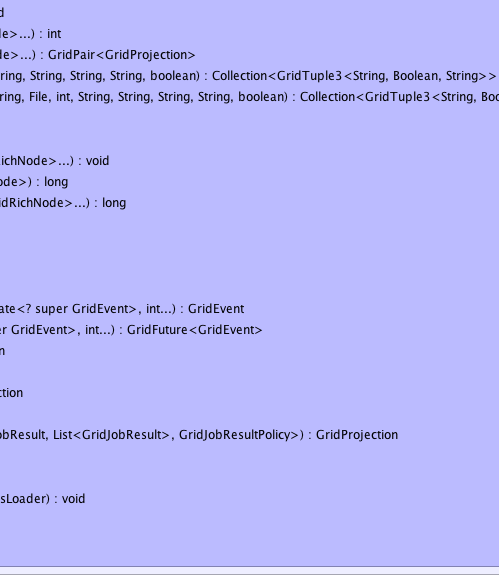 d
de>...) : int
de>...) : GridPair<GridProjection>
ring, String, String, String, boolean) : Collection<GridTuple3<String, Boolean, String>>
ring, File, int, String, String, String, String, boolean) : Collection<GridTuple3<String, Boo
RichNode>...) : void
ode>) : long
idRichNode>...) : long
ate<? super GridEvent>, int...) : GridEvent
er GridEvent>, int...) : GridFuture<GridEvent>
n
ction
obResult, List<GridJobResult>, GridJobResultPolicy>) : GridProjection
sLoader) : void